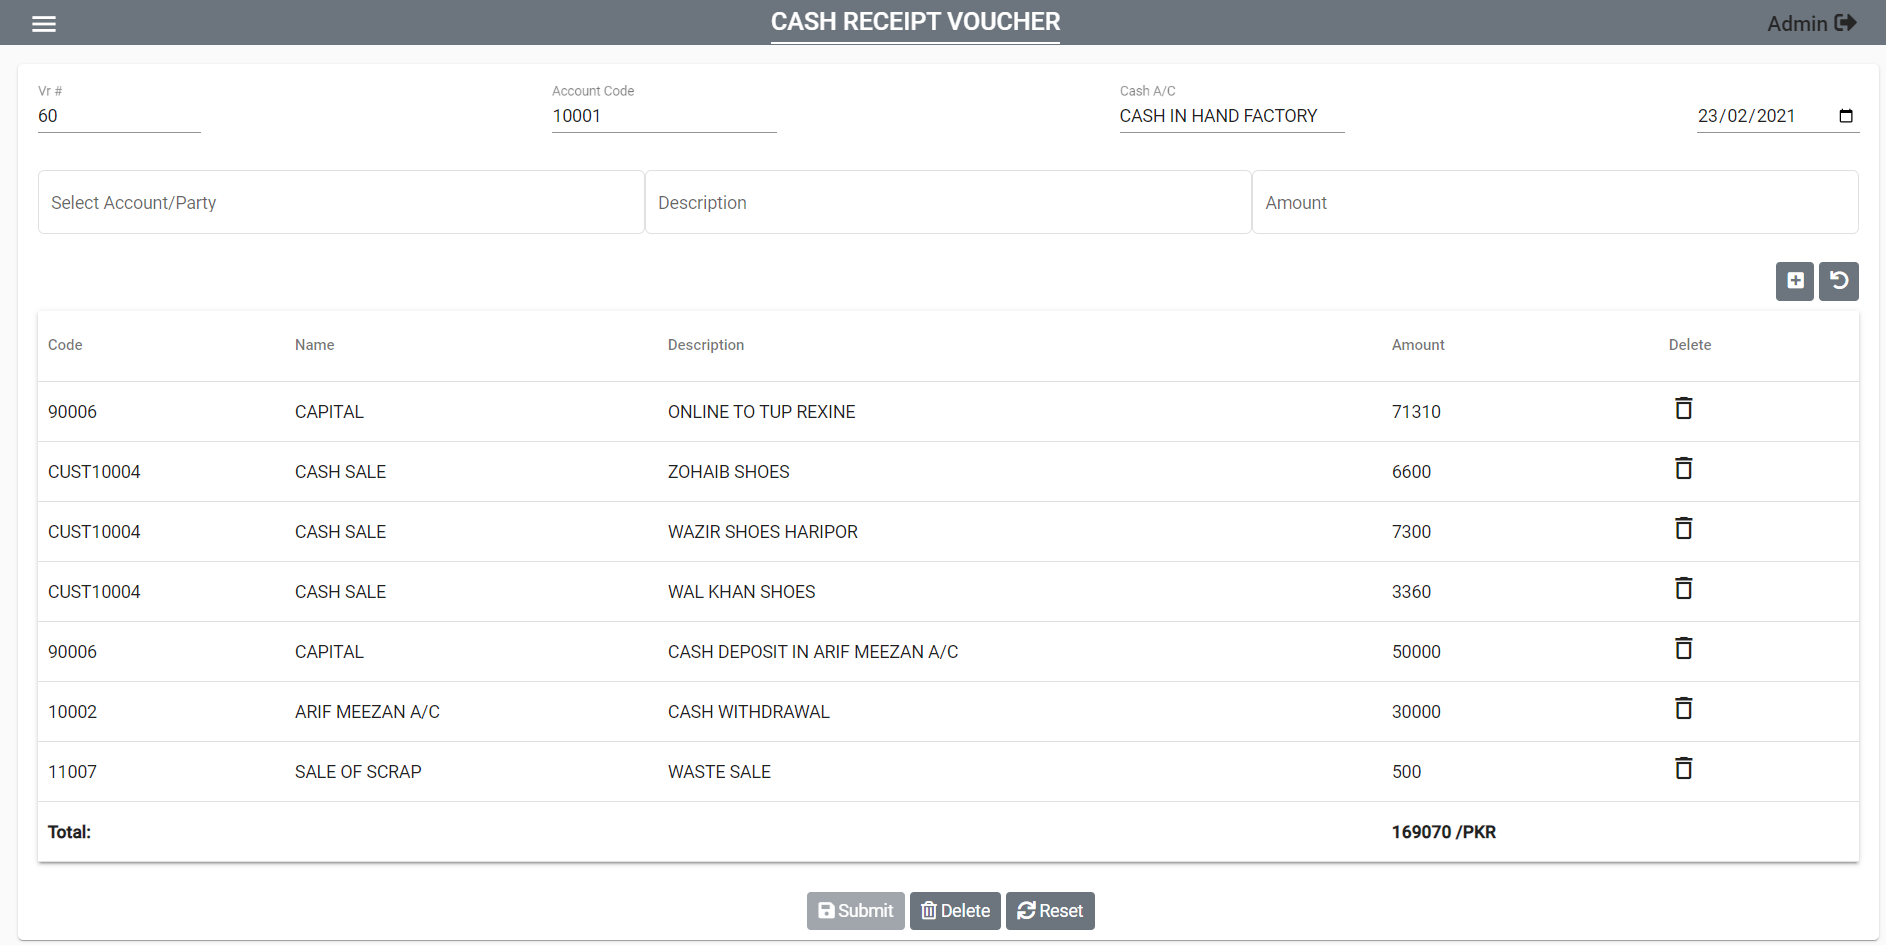 CASH RECEIPT VOUCHER
Admin
Vr # Account Code Cash A/C
60 10001 CASH IN HAND FACTORY 23/02/2021
Select Account/Party Description Amount
Code Name Description Amount Delete
90006 CAPITAL ONLINE TO TUP REXINE 71310
CUST10004 CASH SALE ZOHAIB SHOES 6600
CUST10004 CASH SALE WAZIR SHOES HARIPOR 7300
CUST10004 CASH SALE WAL KHAN SHOES 3360
90006 CAPITAL CASH DEPOSIT IN ARIF MEEZAN A/C 50000
10002 ARIF MEEZAN A/C CASH WITHDRAWAL 30000
11007 SALE OF SCRAP WASTE SALE 500
Total: 169070 /PKR
Submit Delete Reset